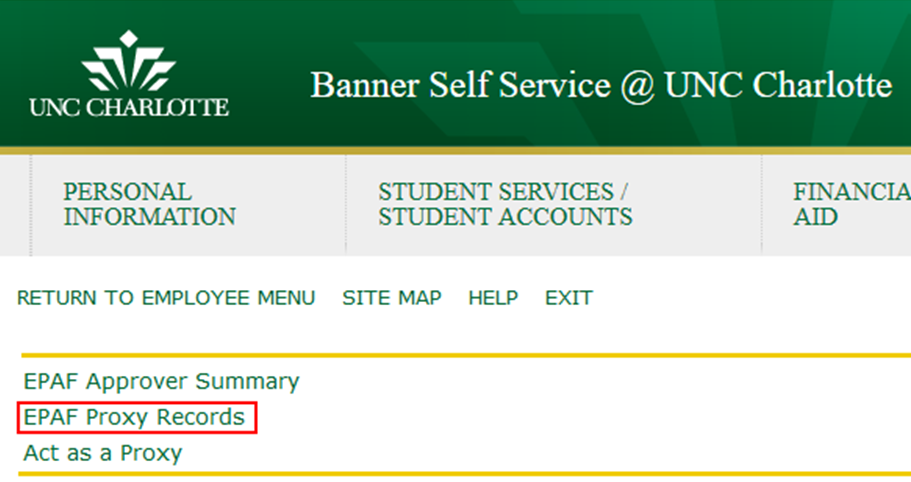 UNC CHARLOTTE
Banner Self Service @ UNC Charlotte
PERSONAL
INFORMATION
STUDENT SERVICES /
STUDENT ACCOUNTS
FINANCIA
AID
RETURN TO EMPLOYEE MENU SITE MAP HELP EXIT
EPAF Approver Summary
EPAF Proxy Records
Act as a Proxy